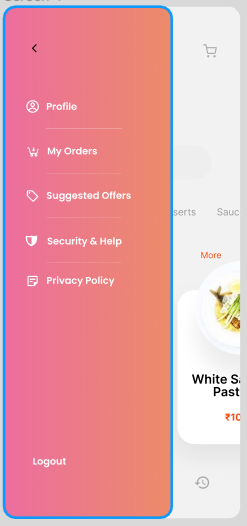 Profile
My Orders
Suggested Offers
serts Sauc
Security & Help
More
Privacy Policy
White Sa
Past
₹10
Logout